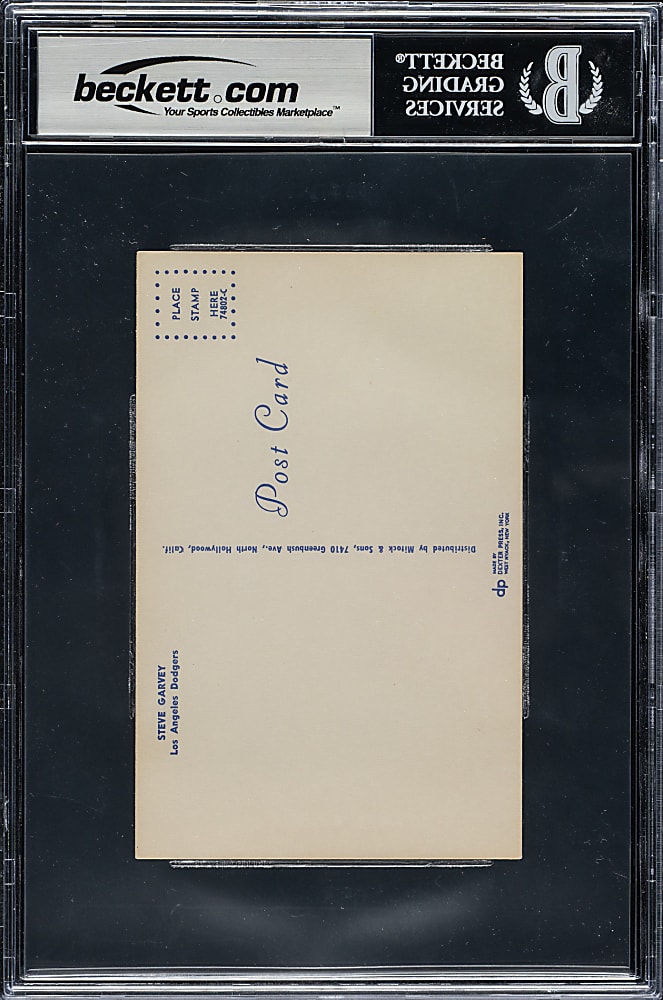 beckett.com
Your Sports Collectibles Marketplace™
BECKETT®
GRADING
SERVICES
B
PLACE
STAMP
HERE
74802-C
Post Card
Distributed by Mitock & Sons, 7410 Greenbush Ave., North Hollywood, Calif.
dp
MADE BY
DEXTER PRESS, INC.
WEST NYACK, NEW YORK
STEVE GARVEY
Los Angeles Dodgers